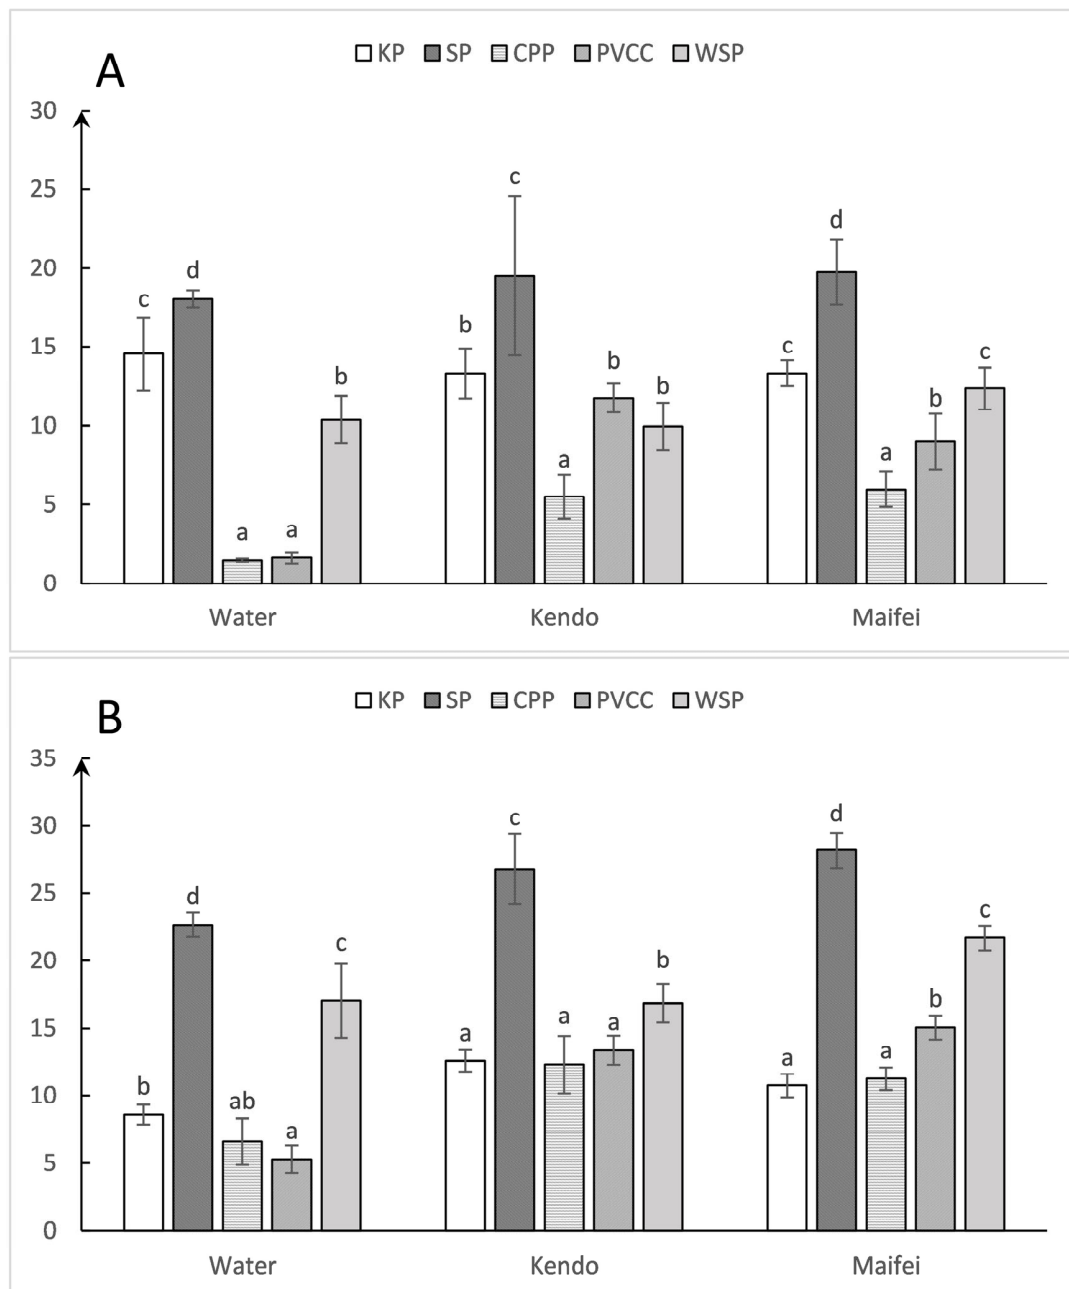 A
KP SP CPP PVCC WSP
30
25
20
15
10
5
0
c d a a b
b c a b b
c d a b c
Water Kendo Maifei
B
KP SP CPP PVCC WSP
35
30
25
20
15
10
5
0
b d ab a c
a c a a b
a d a b c
Water Kendo Maifei